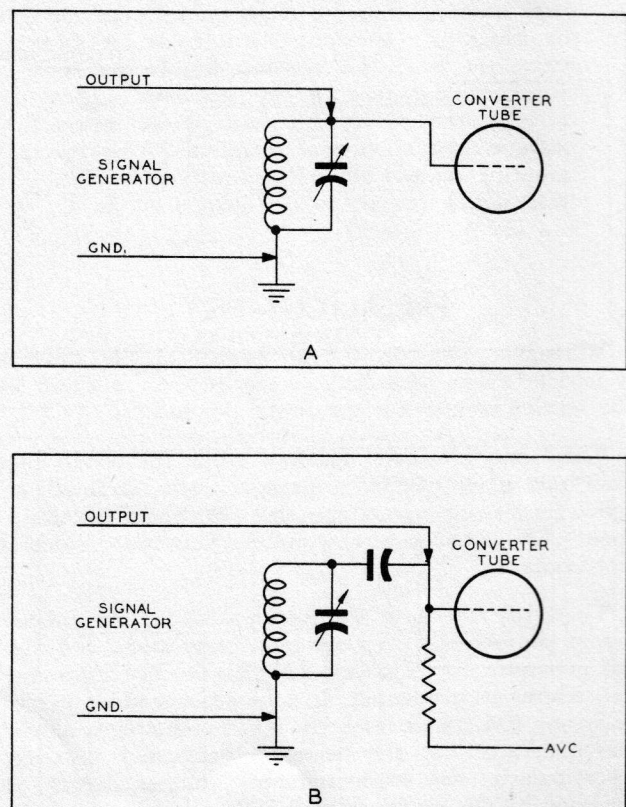 OUTPUT
CONVERTER
TUBE
SIGNAL
GENERATOR
GND.
A
OUTPUT
CONVERTER
TUBE
SIGNAL
GENERATOR
GND.
AVC
B